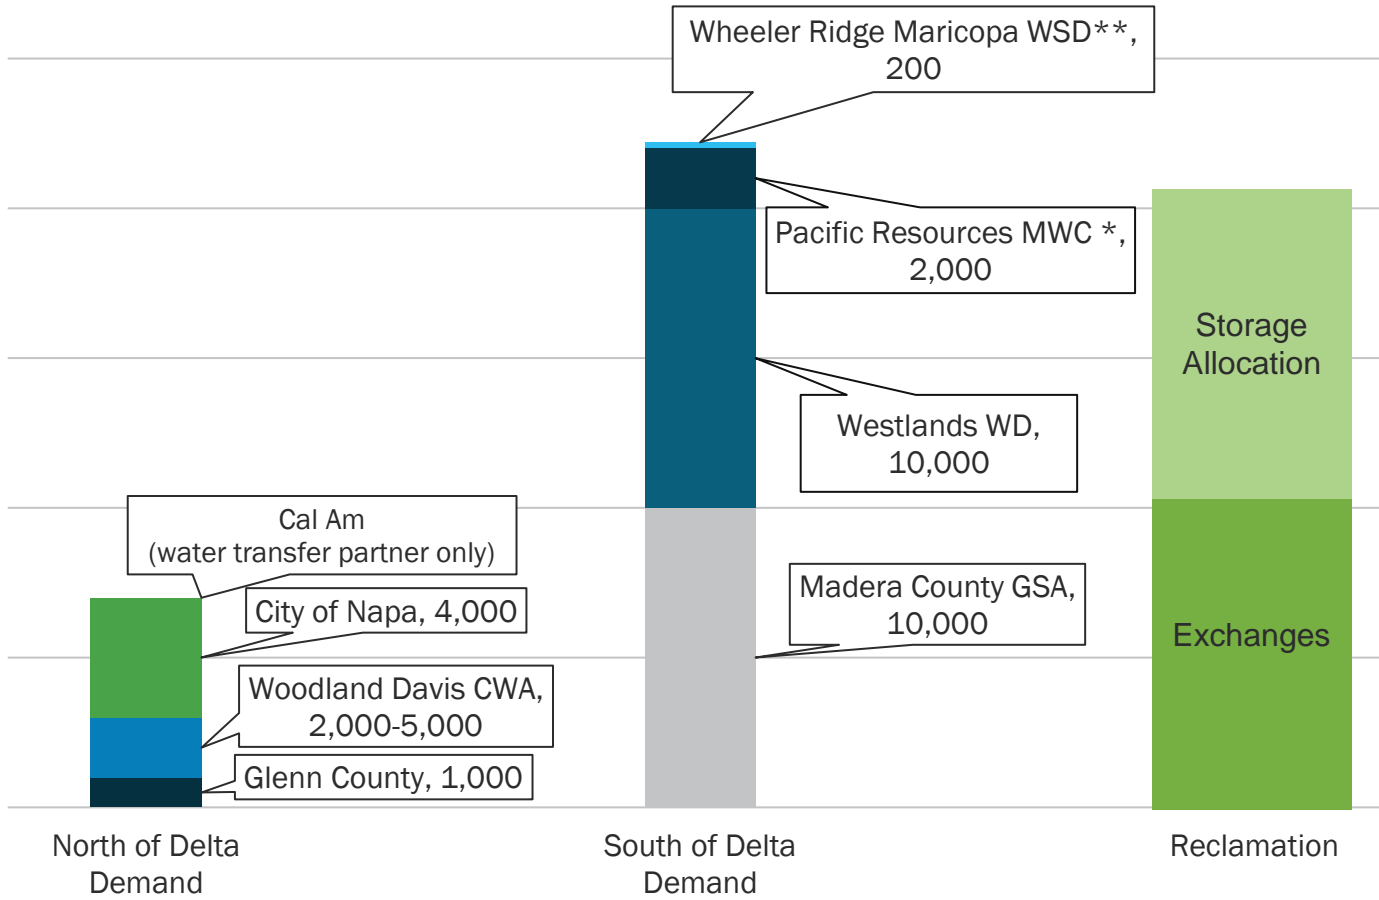 Wheeler Ridge Maricopa WSD**,
200
Pacific Resources MWC *,
2,000
Storage
Allocation
Westlands WD,
10,000
Cal Am
(water transfer partner only)
City of Napa, 4,000
Madera County GSA,
10,000
Exchanges
Woodland Davis CWA,
2,000-5,000
Glenn County, 1,000
North of Delta
Demand
South of Delta
Demand
Reclamation